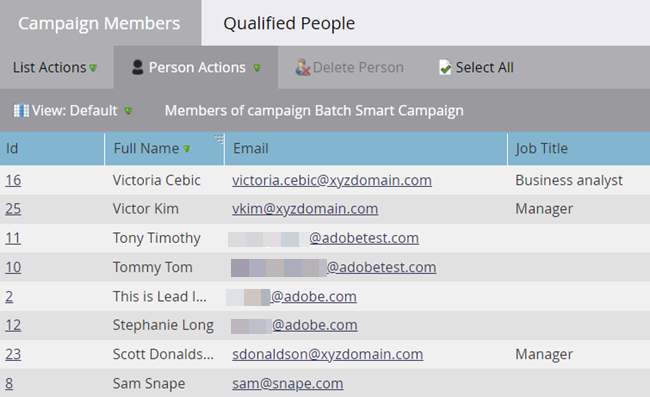 Campaign Members Qualified People
List Actions Person Actions Delete Person Select All
View: Default Members of campaign Batch Smart Campaign
Id Full Name Email Job Title
16 Victoria Cebic victoria.cebic@xyzdomain.com Business analyst
25 Victor Kim vkim@xyzdomain.com Manager
11 Tony Timothy @adobetest.com
10 Tommy Tom @adobetest.com
2 This is Lead I... @adobe.com
12 Stephanie Long @adobe.com
23 Scott Donalds... sdonaldson@xyzdomain.com Manager
8 Sam Snape sam@snape.com